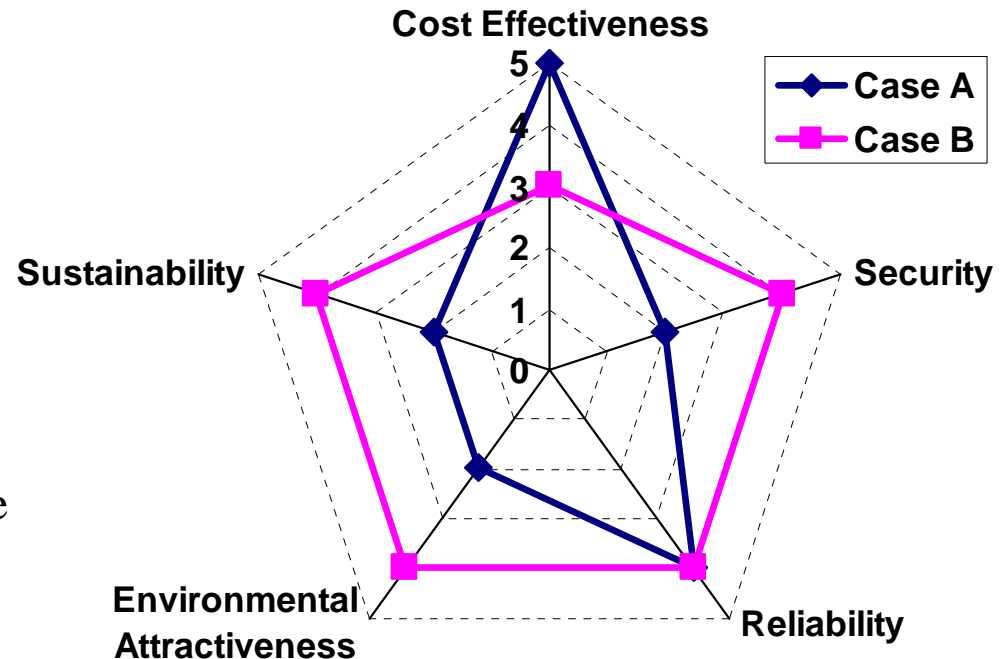 Cost Effectiveness
5
4
3
2
1
0
Case A
Case B
Sustainability
Security
e
Environmental
Attractiveness
Reliability